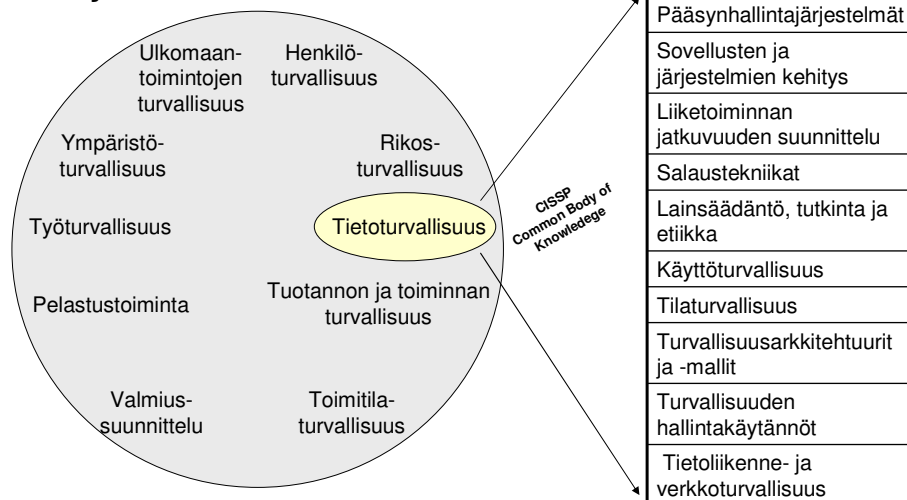 Ulkomaan-
toimintojen
turvallisuus
Henkilö-
turvallisuus
Ympäristö-
turvallisuus
Rikos-
turvallisuus
Työturvallisuus
Tietoturvallisuus
Pelastustoiminta
Tuotannon ja toiminnan
turvallisuus
Valmius-
suunnittelu
Toimitila-
turvallisuus
CISSP
Common Body of
Knowledege
Pääsynhallintajärjestelmät
Sovellusten ja
järjestelmien kehitys
Liiketoiminnan
jatkuvuuden suunnittelu
Salaustekniikat
Lainsäädäntö, tutkinta ja
etiikka
Käyttöturvallisuus
Tilaturvallisuus
Turvallisuusarkkitehtuurit
ja -mallit
Turvallisuuden
hallintakäytännöt
Tietoliikenne- ja
verkkoturvallisuus